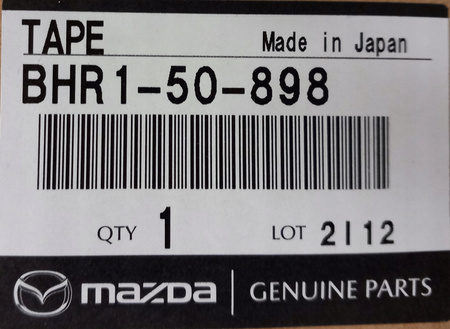 TAPE Made in Japan
BHR1-50-898
QTY 1 LOT 2112
mazda GENUINE PARTS